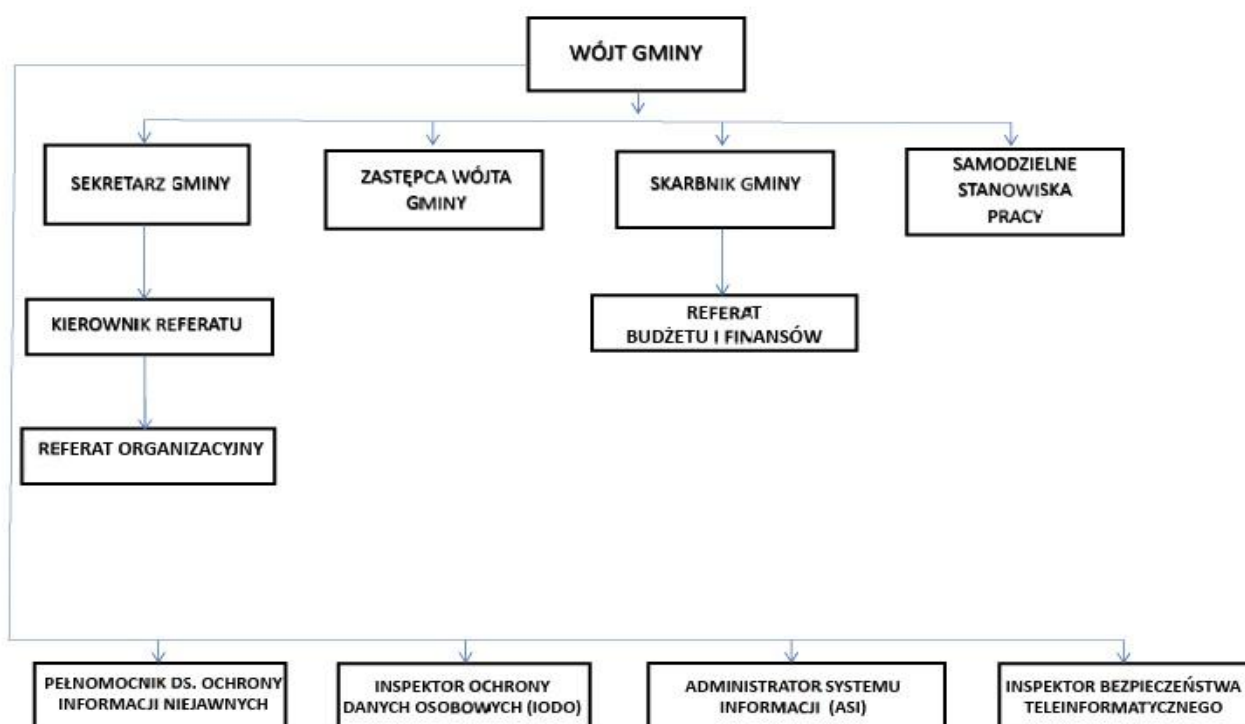 WÓJT GMINY
SEKRETARZ GMINY
ZASTĘPCA WÓJTA
GMINY
SKARBNIK GMINY
SAMODZIELNE
STANOWISKA
PRACY
KIEROWNIK REFERATU
REFERAT
BUDŻETU I FINANSÓW
REFERAT ORGANIZACYJNY
PEŁNOMOCNIK DS. OCHRONY
INFORMACJI NIEJAWNYCH
INSPEKTOR OCHRONY
DANYCH OSOBOWYCH (IODO)
ADMINISTRATOR SYSTEMU
INFORMACJI (ASI)
INSPEKTOR BEZPIECZEŃSTWA
TELEINFORMATYCZNEGO